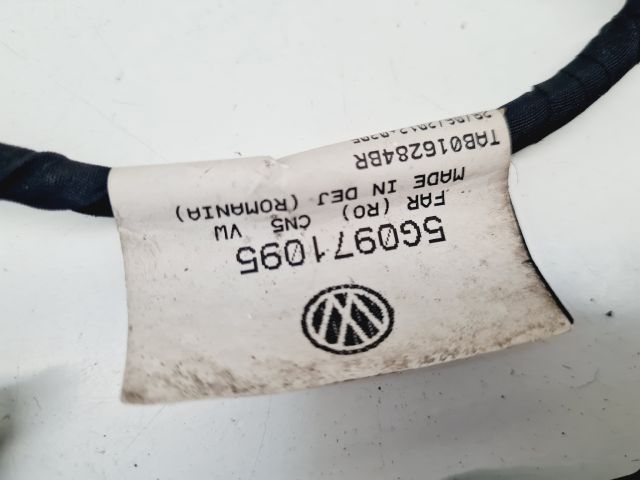 5G0971095
FAR (RO) CN5 VW
MADE IN DEJ (ROMANIA)
TAB016284BR